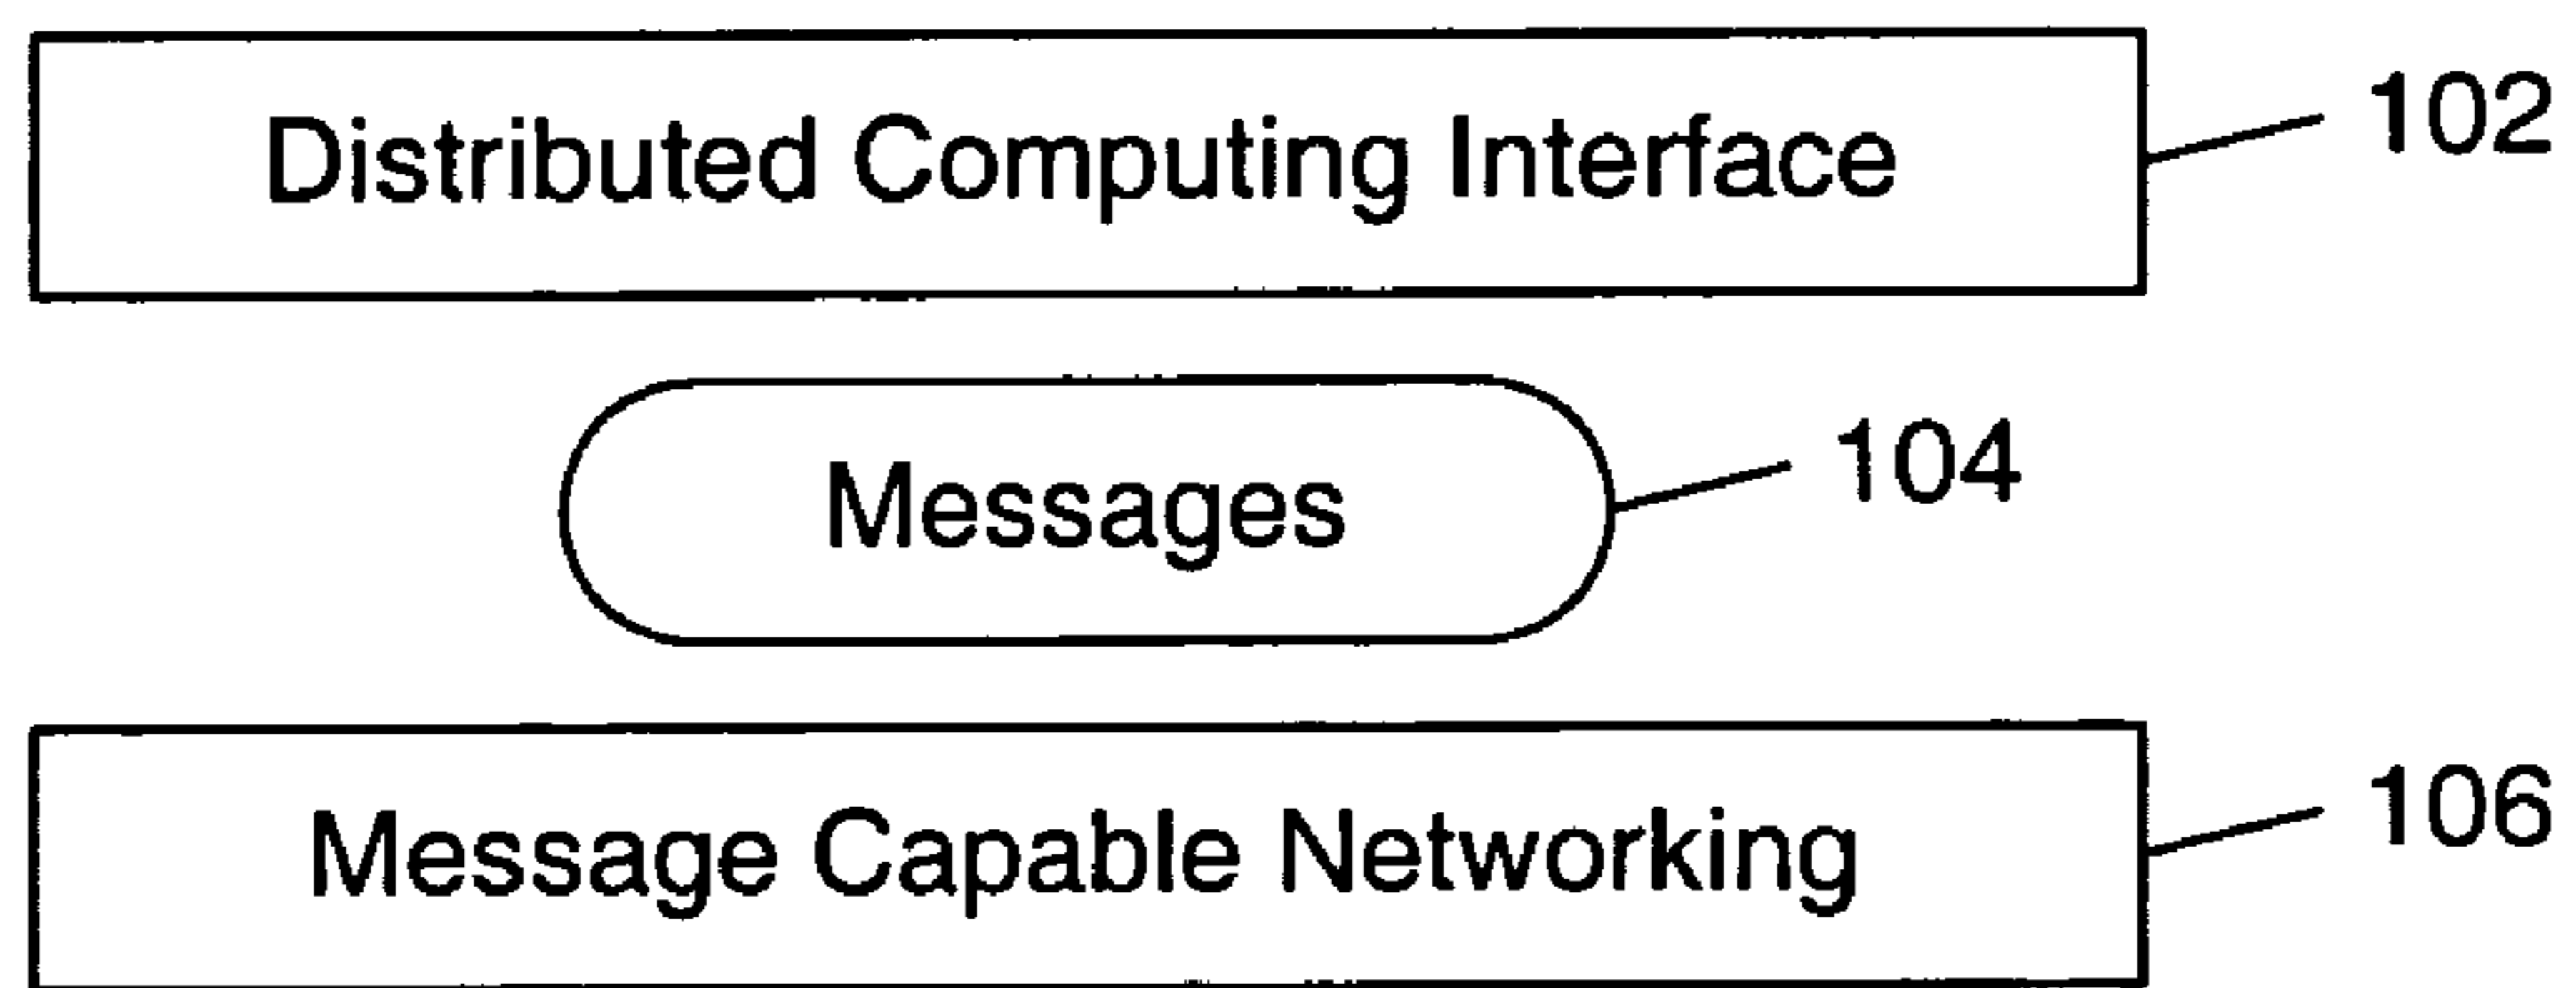 Distributed Computing Interface 102
Messages 104
Message Capable Networking 106